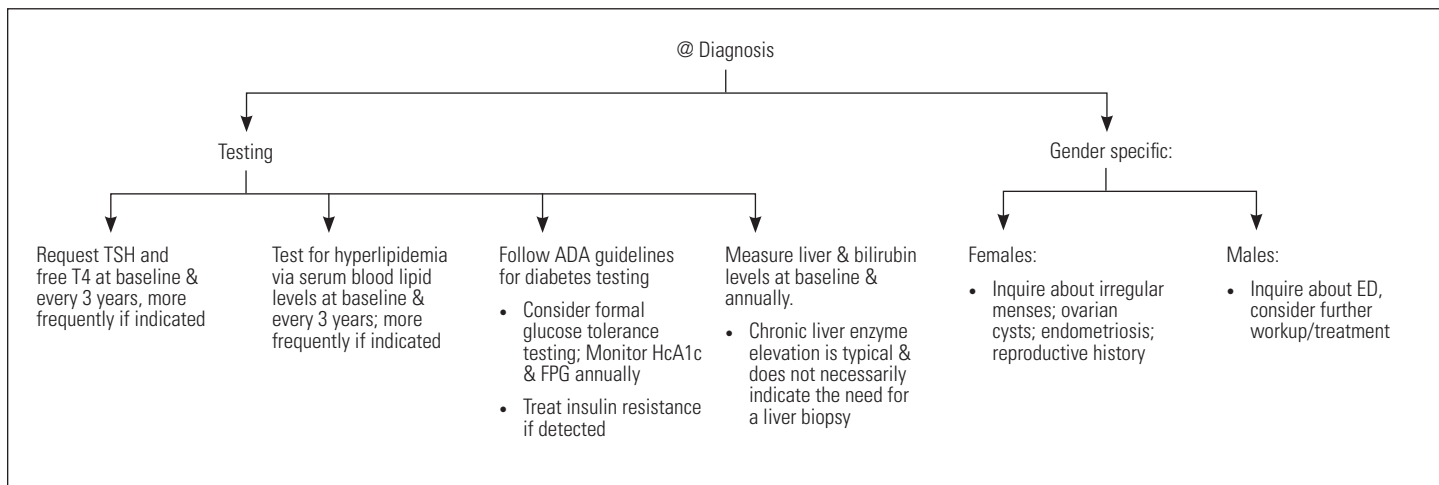 @ Diagnosis
Testing
Gender specific:
Request TSH and
free T4 at baseline &
every 3 years, more
frequently if indicated
Test for hyperlipidemia
via serum blood lipid
levels at baseline &
every 3 years; more
frequently if indicated
Follow ADA guidelines
for diabetes testing
• Consider formal
glucose tolerance
testing; Monitor HcA1c
& FPG annually
• Treat insulin resistance
if detected
Measure liver & bilirubin
levels at baseline &
annually.
• Chronic liver enzyme
elevation is typical &
does not necessarily
indicate the need for
a liver biopsy
Females:
• Inquire about irregular
menses; ovarian
cysts; endometriosis;
reproductive history
Males:
• Inquire about ED,
consider further
workup/treatment